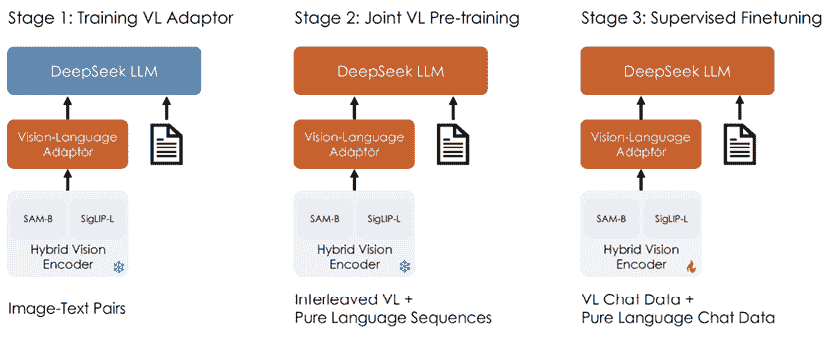 Stage 1: Training VL Adaptor
DeepSeek LLM
Vision-Language
Adaptor
SAM-B
SigLIP-L
Hybrid Vision
Encoder
Image-Text Pairs
Stage 2: Joint VL Pre-training
DeepSeek LLM
Vision-Language
Adaptor
SAM-B
SigLIP-L
Hybrid Vision
Encoder
Interleaved VL +
Pure Language Sequences
Stage 3: Supervised Finetuning
DeepSeek LLM
Vision-Language
Adaptor
SAM-B
SigLIP-L
Hybrid Vision
Encoder
VL Chat Data +
Pure Language Chat Data